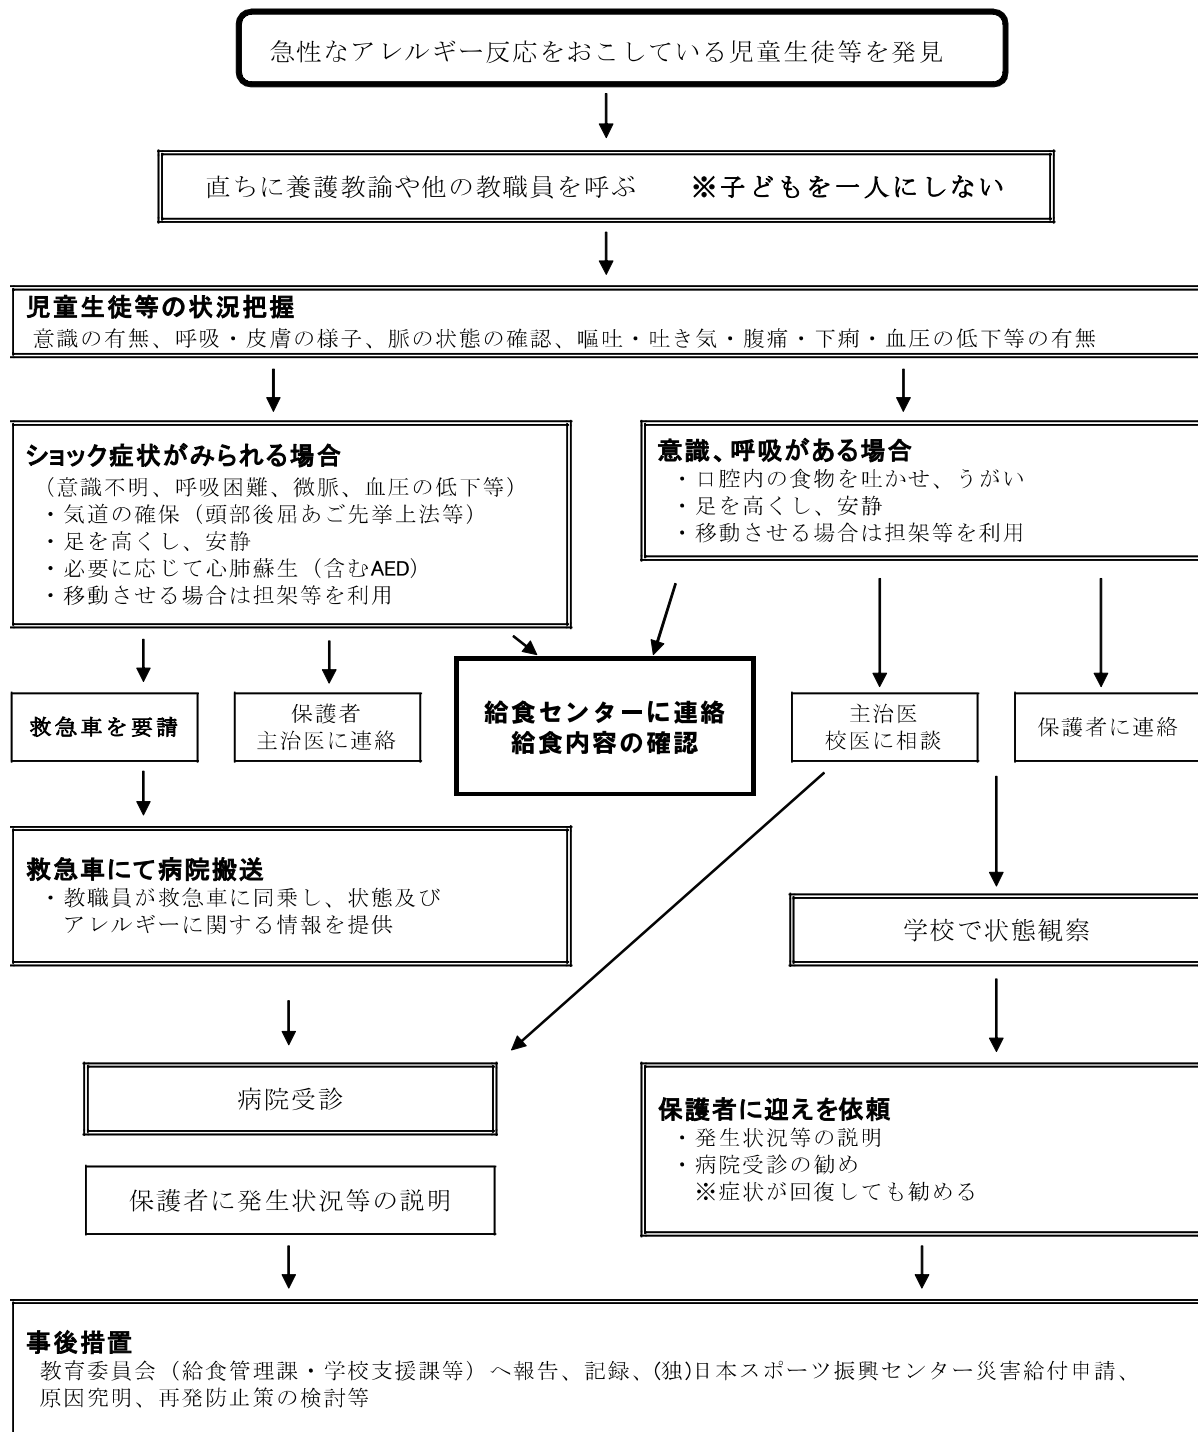 急性なアレルギー反応をおこしている児童生徒等を発見
直ちに養護教諭や他の教職員を呼ぶ　※子どもを一人にしない
児童生徒等の状況把握
意識の有無、呼吸・皮膚の様子、脈の状態の確認、嘔吐・吐き気・腹痛・下痢・血圧の低下等の有無
ショック症状がみられる場合
（意識不明、呼吸困難、微脈、血圧の低下等）
・気道の確保（頭部後屈あご先挙上法等）
・足を高くし、安静
・必要に応じて心肺蘇生（含むAED）
・移動させる場合は担架等を利用
意識、呼吸がある場合
・口腔内の食物を吐かせ、うがい
・足を高くし、安静
・移動させる場合は担架等を利用
救急車を要請
保護者
主治医に連絡
給食センターに連絡
給食内容の確認
主治医
校医に相談
保護者に連絡
救急車にて病院搬送
・教職員が救急車に同乗し、状態及び
アレルギーに関する情報を提供
学校で状態観察
病院受診
保護者に発生状況等の説明
保護者に迎えを依頼
・発生状況等の説明
・病院受診の勧め
※症状が回復しても勧める
事後措置
教育委員会（給食管理課・学校支援課等）へ報告、記録、(独)日本スポーツ振興センター災害給付申請、
原因究明、再発防止策の検討等